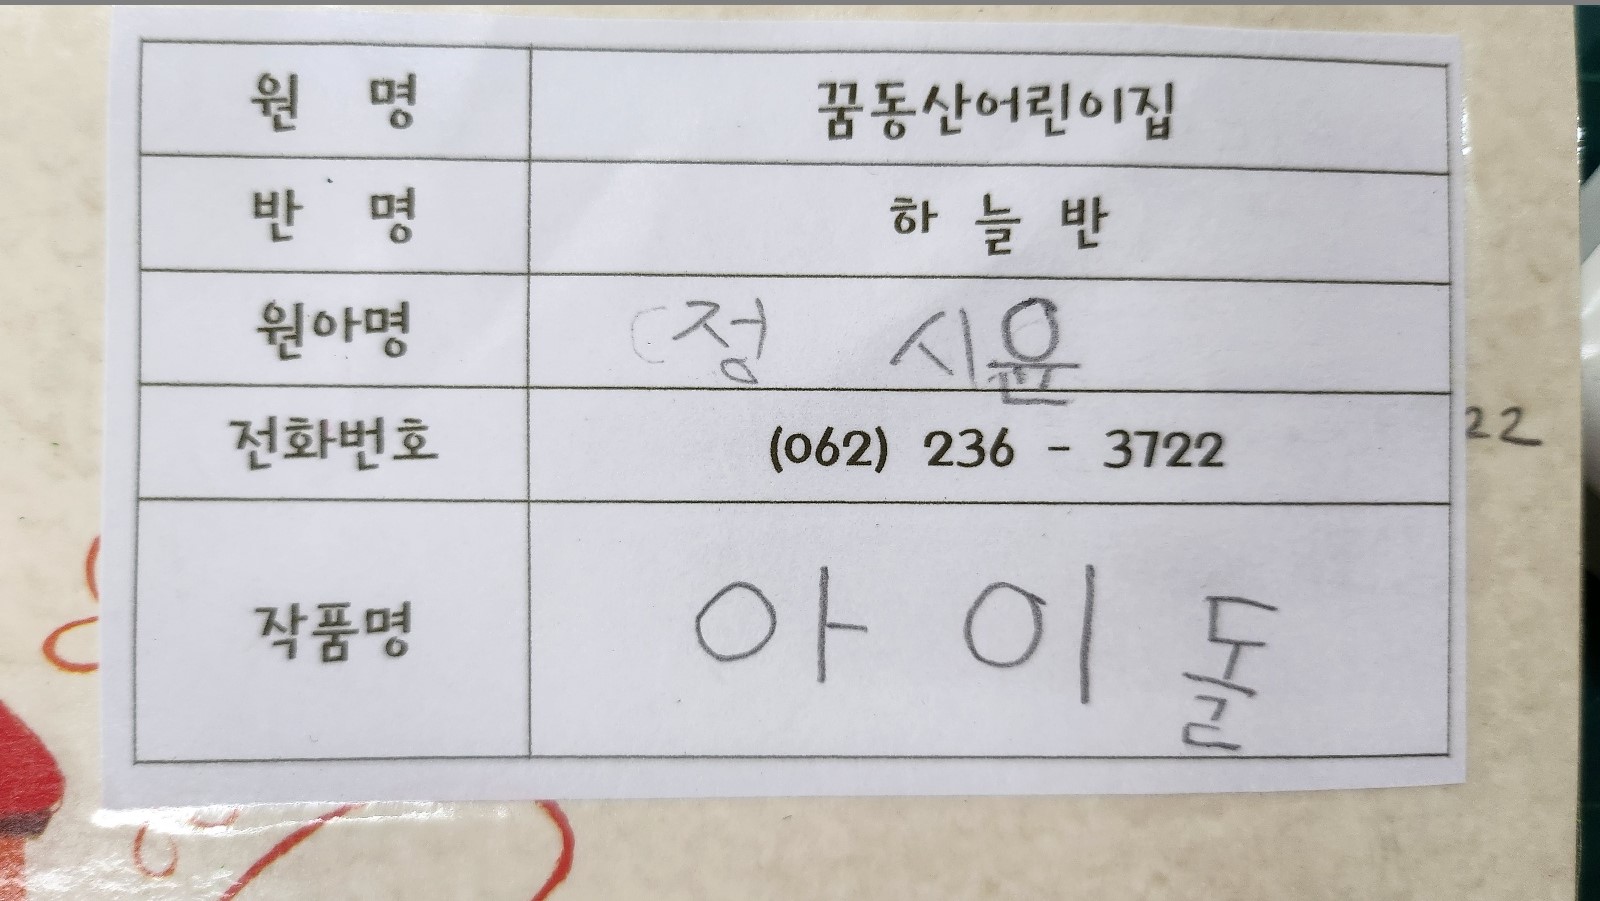 원 명 꿈동산어린이집
반 명 하 늘 반
원아명 정 시윤
전화번호 (062) 236 - 3722
22
작품명 아 이 돌